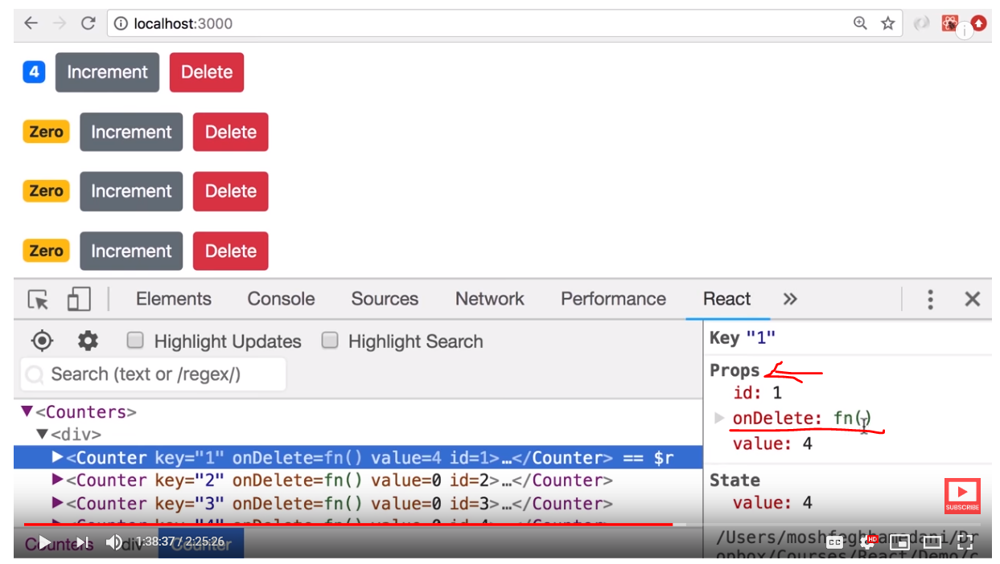 localhost:3000
4 Increment Delete
Zero Increment Delete
Zero Increment Delete
Zero Increment Delete
Elements Console Sources Network Performance React »
Highlight Updates Highlight Search
Search (text or /regex/)
▼<Counters>
▼<div>
▶<Counter key="1" onDelete=fn() value=4 id=1>…</Counter> == $r
▶<Counter key="2" onDelete=fn() value=0 id=2>…</Counter>
▶<Counter key="3" onDelete=fn() value=0 id=3>…</Counter>
Counters div Counter
1:38:37 / 2:25:26
Key "1"
Props
id: 1
▶ onDelete: fn()
value: 4
State
value: 4
SUBSCRIBE
/Users/moshfeghhamedani/Dr
opbox/Courses/React/Demo/c
CC HD